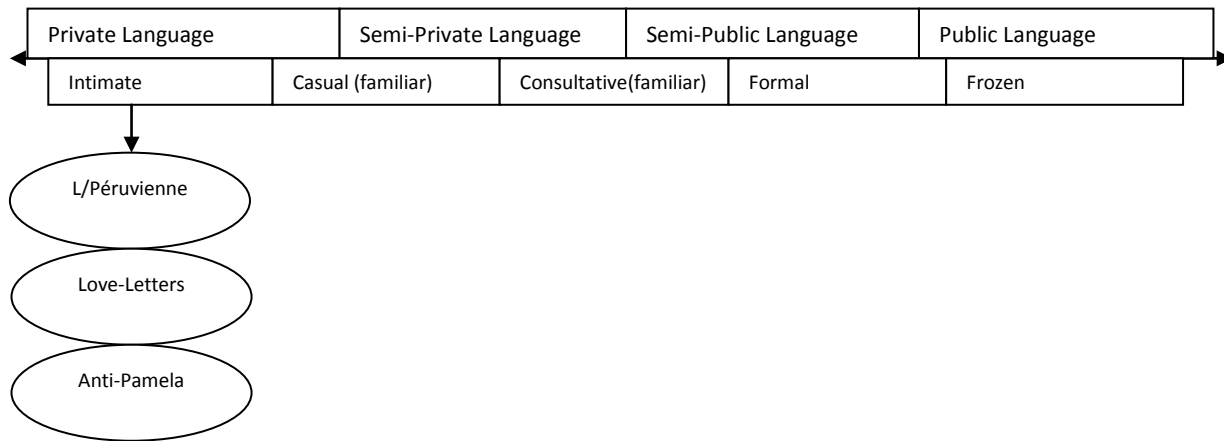 Private Language Semi-Private Language Semi-Public Language Public Language
Intimate Casual (familiar) Consultative(familiar) Formal Frozen
L/Péruvienne
Love-Letters
Anti-Pamela